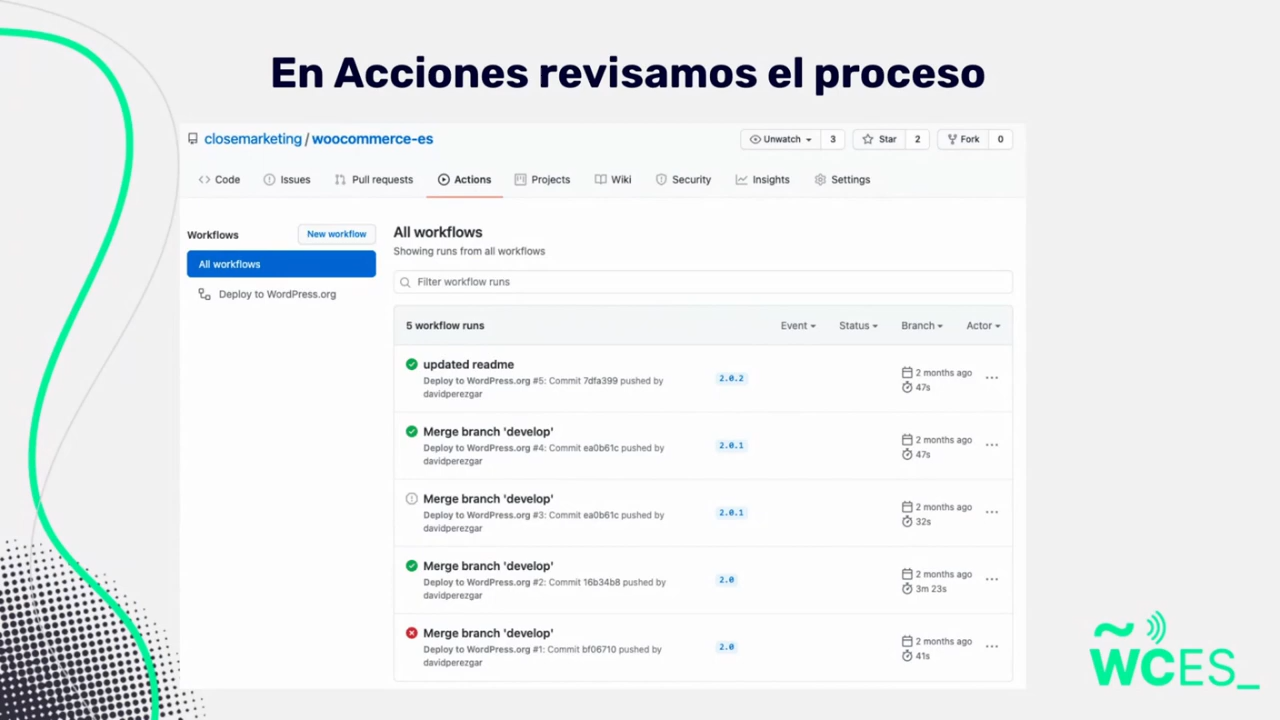 En Acciones revisamos el proceso
closemarketing / woocommerce-es
Unwatch 3 Star 2 Fork 0
Code Issues Pull requests Actions Projects Wiki Security Insights Settings
Workflows New workflow
All workflows
Deploy to WordPress.org
All workflows
Showing runs from all workflows
Filter workflow runs
5 workflow runs Event Status Branch Actor
updated readme
Deploy to WordPress.org #5: Commit 7dfa399 pushed by
davidperezgar
2.0.2
2 months ago
47s
Merge branch 'develop'
Deploy to WordPress.org #4: Commit ea0b61c pushed by
davidperezgar
2.0.1
2 months ago
47s
Merge branch 'develop'
Deploy to WordPress.org #3: Commit ea0b61c pushed by
davidperezgar
2.0.1
2 months ago
32s
Merge branch 'develop'
Deploy to WordPress.org #2: Commit 16b34b8 pushed by
davidperezgar
2.0
2 months ago
3m 23s
Merge branch 'develop'
Deploy to WordPress.org #1: Commit bf06710 pushed by
davidperezgar
2.0
2 months ago
41s
WCES_